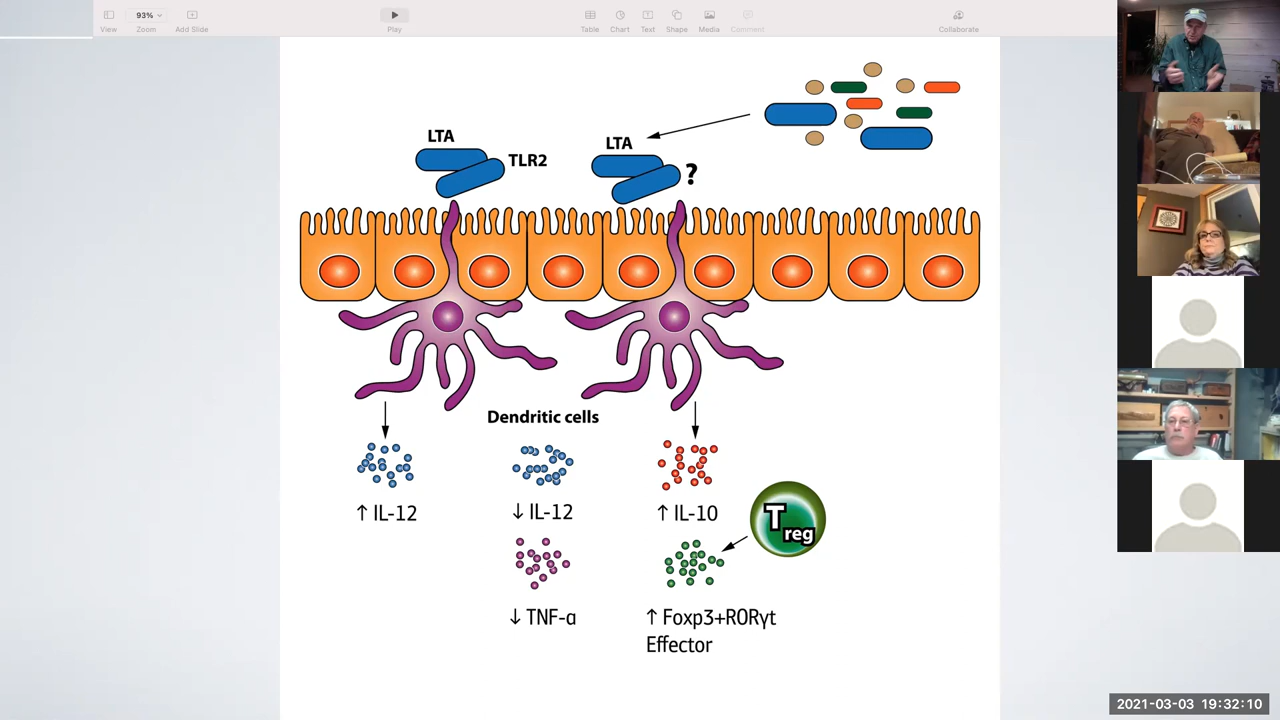 93%
View
Zoom
Add Slide
Play
Table
Chart
Text
Shape
Media
Comment
Collaborate
LTA
TLR2
LTA
?
Dendritic cells
↑ IL-12
↓ IL-12
↑ IL-10
T reg
↓ TNF-α
↑ Foxp3+RORγt
Effector
2021-03-03 19:32:10